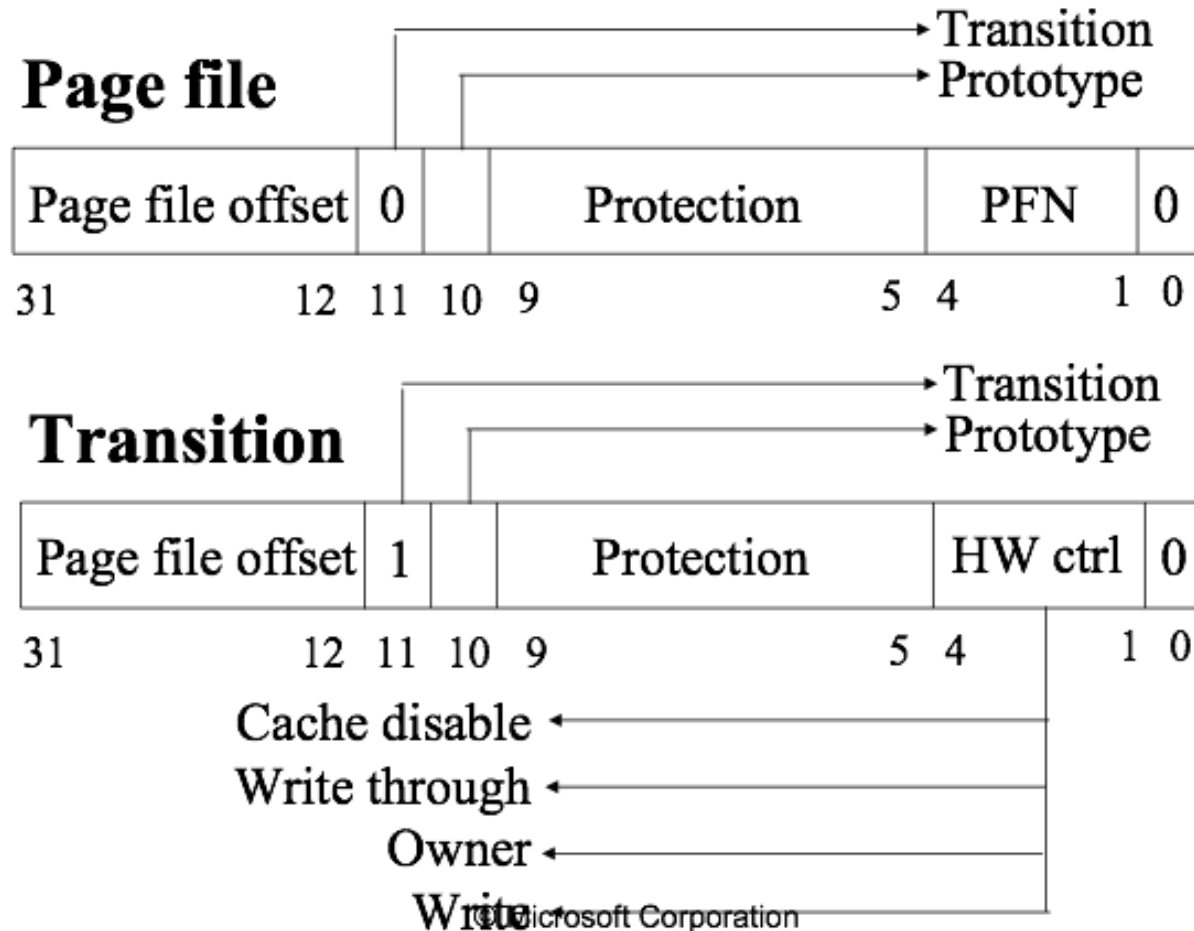 Transition
Prototype
Page file
Page file offset 0 Protection PFN 0
31 12 11 10 9 5 4 1 0
Transition
Prototype
Transition
Page file offset 1 Protection HW ctrl 0
31 12 11 10 9 5 4 1 0
Cache disable
Write through
Owner
Write
© Microsoft Corporation